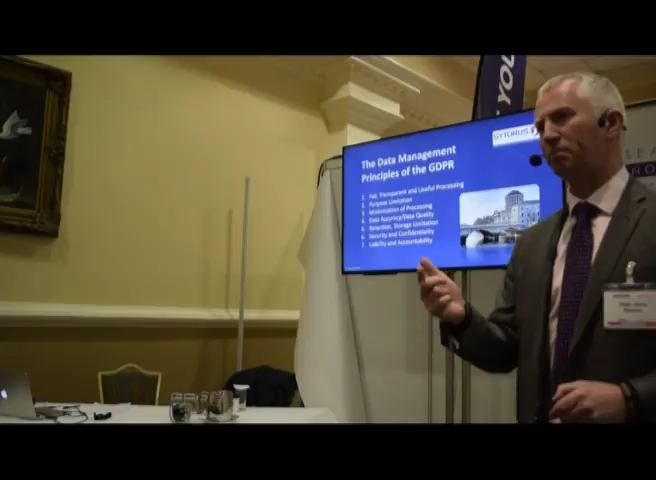 YOU
SYTORUS
The Data Management
Principles of the GDPR
1. Fair, Transparent and Lawful Processing
2. Purpose Limitation
3. Minimisation of Processing
4. Data Accuracy/Data Quality
5. Retention, Storage Limitation
6. Security and Confidentiality
7. Liability and Accountability
SEA